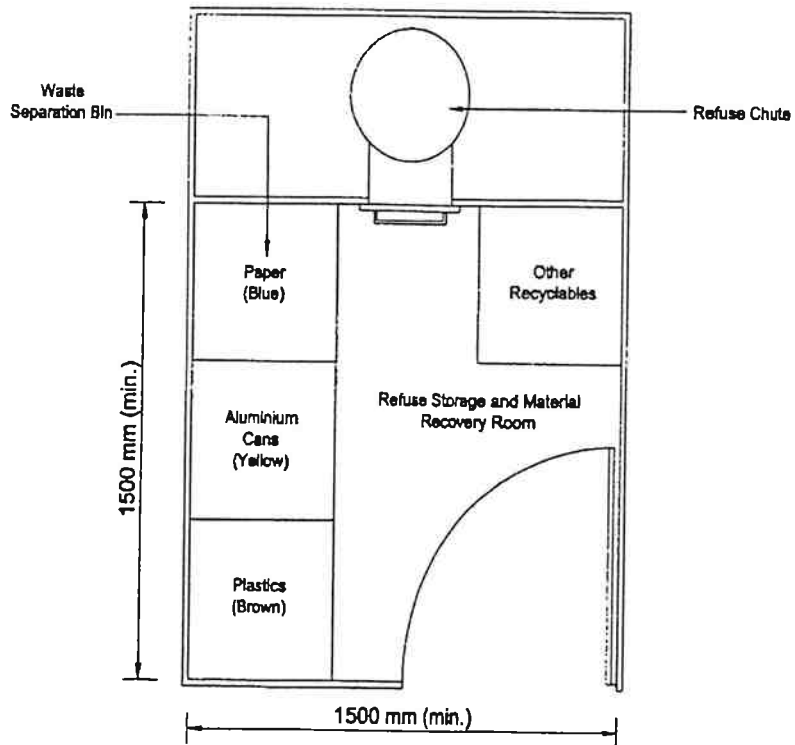 Waste
Separation Bin
Refuse Chute
Paper
(Blue)
Other
Recyclables
Aluminium
Cans
(Yellow)
Refuse Storage and Material
Recovery Room
Plastics
(Brown)
1500 mm (min.)
1500 mm (min.)